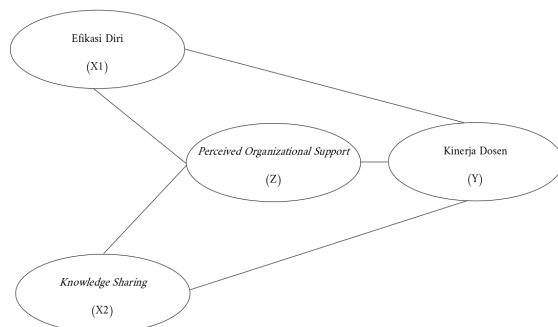 Efikasi Diri
(X1)
Perceived Organizational Support
(Z)
Kinerja Dosen
(Y)
Knowledge Sharing
(X2)